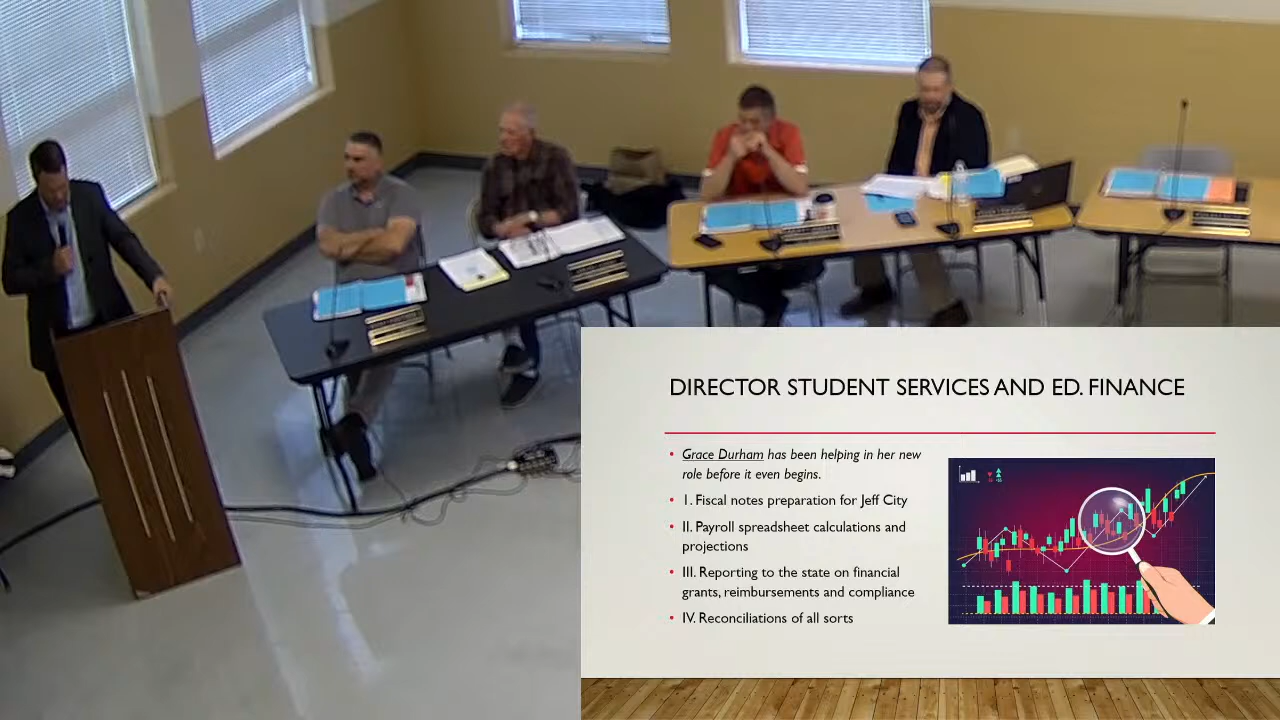 DIRECTOR STUDENT SERVICES AND ED. FINANCE
• Grace Durham has been helping in her new
role before it even begins.
• I. Fiscal notes preparation for Jeff City
• II. Payroll spreadsheet calculations and
projections
• III. Reporting to the state on financial
grants, reimbursements and compliance
• IV. Reconciliations of all sorts